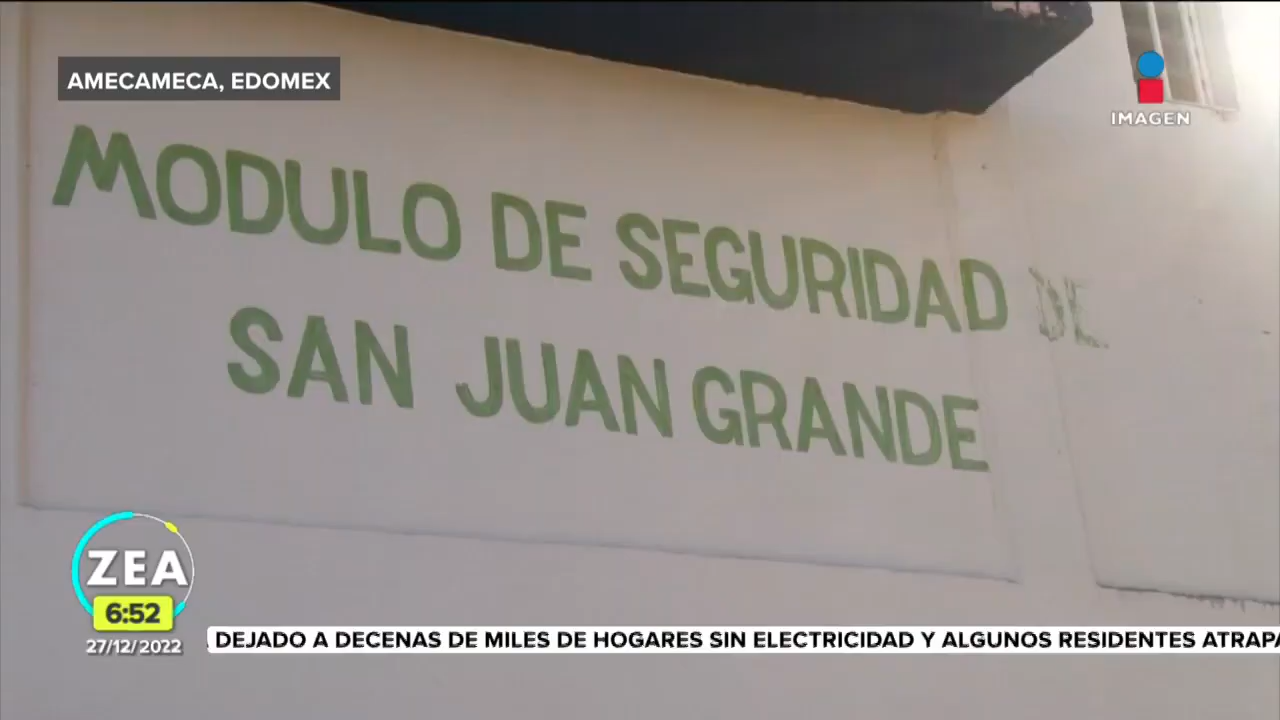 AMECAMECA, EDOMEX
IMAGEN
MODULO DE SEGURIDAD DE
SAN JUAN GRANDE
ZEA
6:52
27/12/2022
DEJADO A DECENAS DE MILES DE HOGARES SIN ELECTRICIDAD Y ALGUNOS RESIDENTES ATRAPA